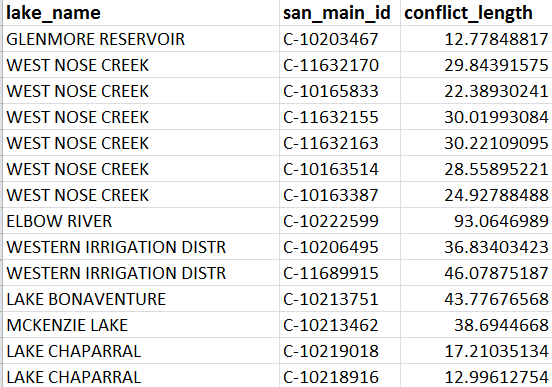 lake_name san_main_id conflict_length
GLENMORE RESERVOIR C-10203467 12.77848817
WEST NOSE CREEK C-11632170 29.84391575
WEST NOSE CREEK C-10165833 22.38930241
WEST NOSE CREEK C-11632155 30.01993084
WEST NOSE CREEK C-11632163 30.22109095
WEST NOSE CREEK C-10163514 28.55895221
WEST NOSE CREEK C-10163387 24.92788488
ELBOW RIVER C-10222599 93.0646989
WESTERN IRRIGATION DISTR C-10206495 36.83403423
WESTERN IRRIGATION DISTR C-11689915 46.07875187
LAKE BONAVENTURE C-10213751 43.77676568
MCKENZIE LAKE C-10213462 38.6944668
LAKE CHAPARRAL C-10219018 17.21035134
LAKE CHAPARRAL C-10218916 12.99612754